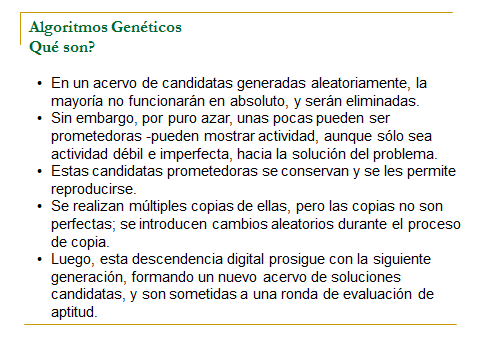 Algoritmos Genéticos
Qué son?
• En un acervo de candidatas generadas aleatoriamente, la
mayoría no funcionarán en absoluto, y serán eliminadas.
• Sin embargo, por puro azar, unas pocas pueden ser
prometedoras -pueden mostrar actividad, aunque sólo sea
actividad débil e imperfecta, hacia la solución del problema.
• Estas candidatas prometedoras se conservan y se les permite
reproducirse.
• Se realizan múltiples copias de ellas, pero las copias no son
perfectas; se introducen cambios aleatorios durante el proceso
de copia.
• Luego, esta descendencia digital prosigue con la siguiente
generación, formando un nuevo acervo de soluciones
candidatas, y son sometidas a una ronda de evaluación de
aptitud.